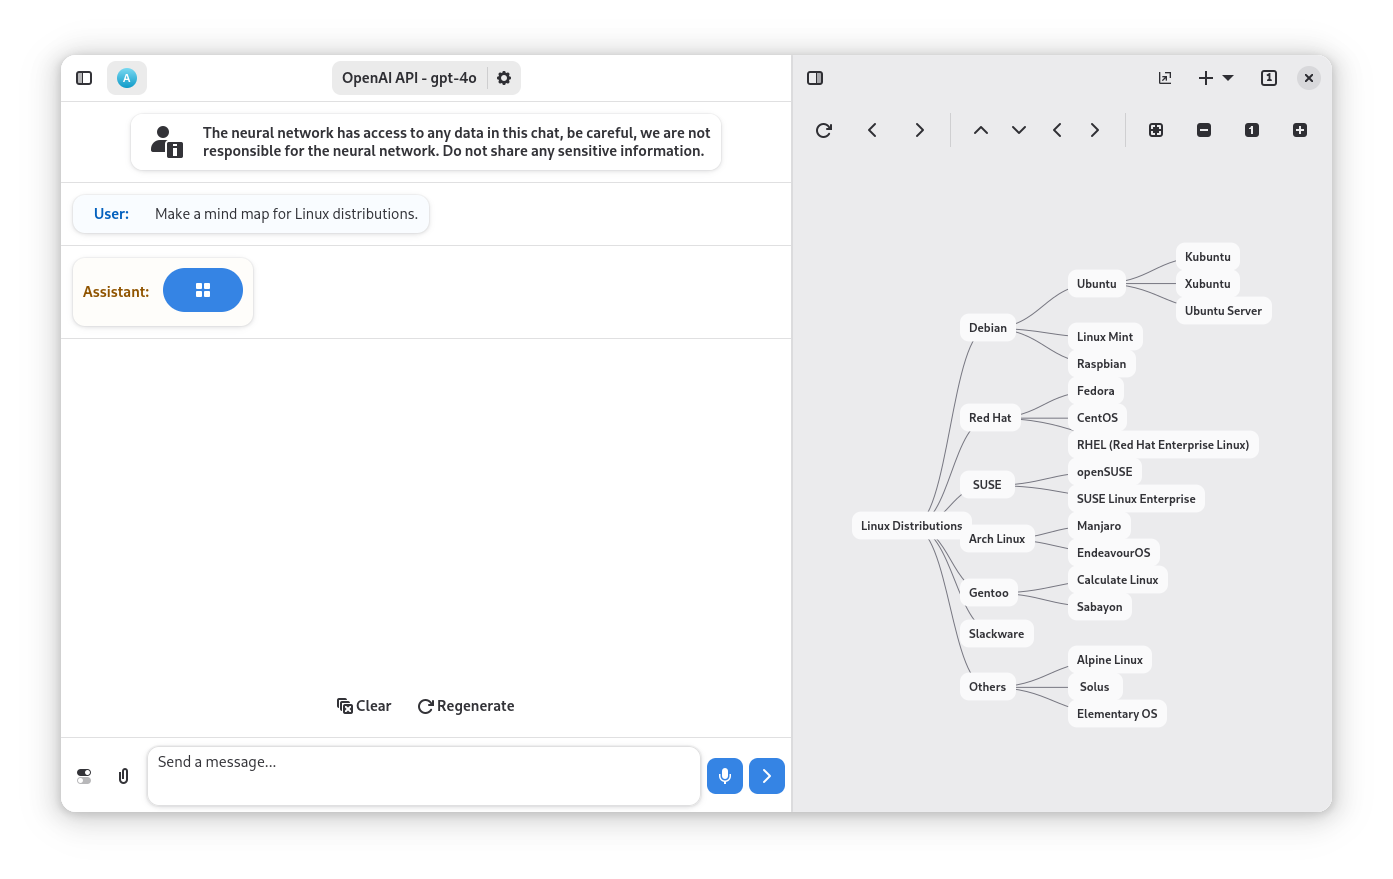 A
OpenAI API - gpt-4o
1
The neural network has access to any data in this chat, be careful, we are not
responsible for the neural network. Do not share any sensitive information.
User: Make a mind map for Linux distributions.
Assistant:
Clear
Regenerate
Send a message...
1
Linux Distributions
Debian
Ubuntu
Kubuntu
Xubuntu
Ubuntu Server
Linux Mint
Raspbian
Red Hat
Fedora
CentOS
RHEL (Red Hat Enterprise Linux)
SUSE
openSUSE
SUSE Linux Enterprise
Arch Linux
Manjaro
EndeavourOS
Gentoo
Calculate Linux
Sabayon
Slackware
Others
Alpine Linux
Solus
Elementary OS